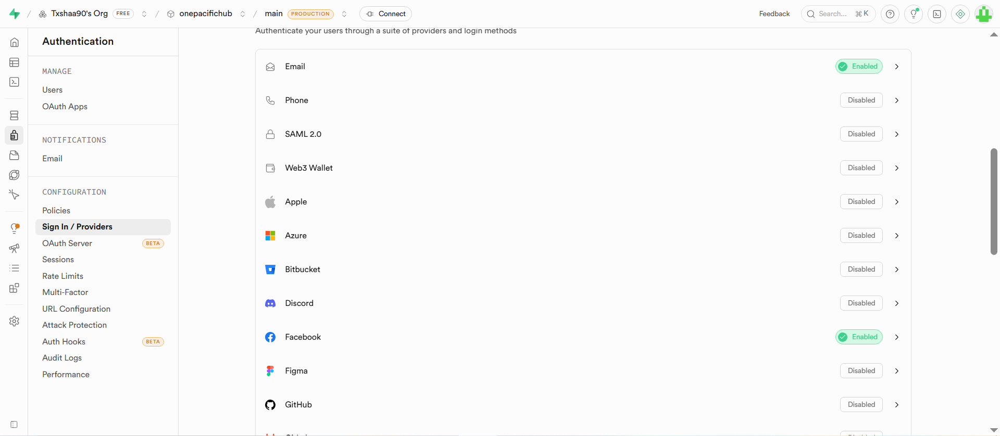 / Txshaa90's Org FREE / onepacifichub / main PRODUCTION Connect Feedback Search... ⌘ K
Authentication
MANAGE
Users
OAuth Apps
NOTIFICATIONS
Email
CONFIGURATION
Policies
Sign In / Providers
OAuth Server BETA
Sessions
Rate Limits
Multi-Factor
URL Configuration
Attack Protection
Auth Hooks BETA
Audit Logs
Performance
Authenticate your users through a suite of providers and login methods
Email Enabled
Phone Disabled
SAML 2.0 Disabled
Web3 Wallet Disabled
Apple Disabled
Azure Disabled
Bitbucket Disabled
Discord Disabled
Facebook Enabled
Figma Disabled
GitHub Disabled